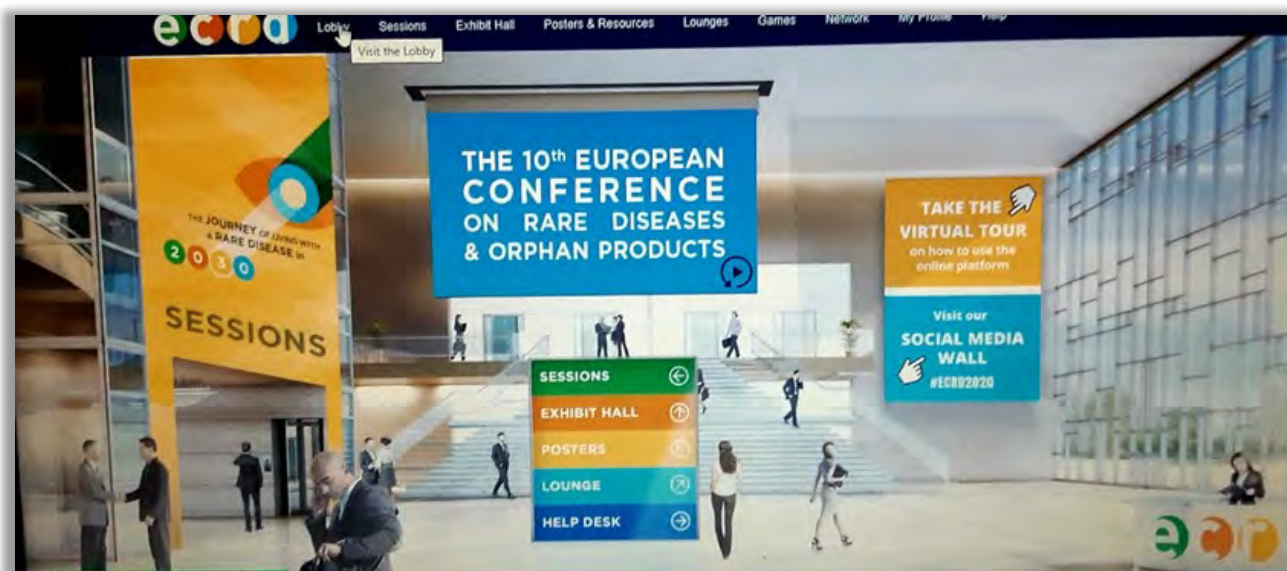 ecrd
Lobby Sessions Exhibit Hall Posters & Resources Lounges Games Network My Profile Help
Visit the Lobby
THE JOURNEY OF LIVING WITH
a RARE DISEASE in
2030
SESSIONS
THE 10th EUROPEAN
CONFERENCE
ON RARE DISEASES
& ORPHAN PRODUCTS
TAKE THE
VIRTUAL TOUR
on how to use the
online platform
Visit our
SOCIAL MEDIA
WALL
#ECRD2020
SESSIONS
EXHIBIT HALL
POSTERS
LOUNGE
HELP DESK
ecr